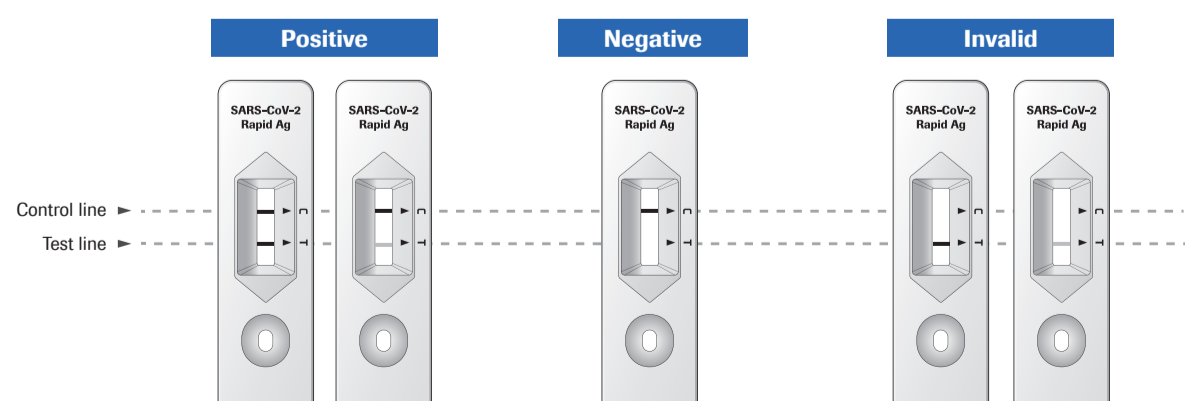 Positive
Negative
Invalid
SARS-CoV-2
Rapid Ag
SARS-CoV-2
Rapid Ag
SARS-CoV-2
Rapid Ag
SARS-CoV-2
Rapid Ag
SARS-CoV-2
Rapid Ag
Control line
C
C
C
C
C
Test line
T
T
T
T
T